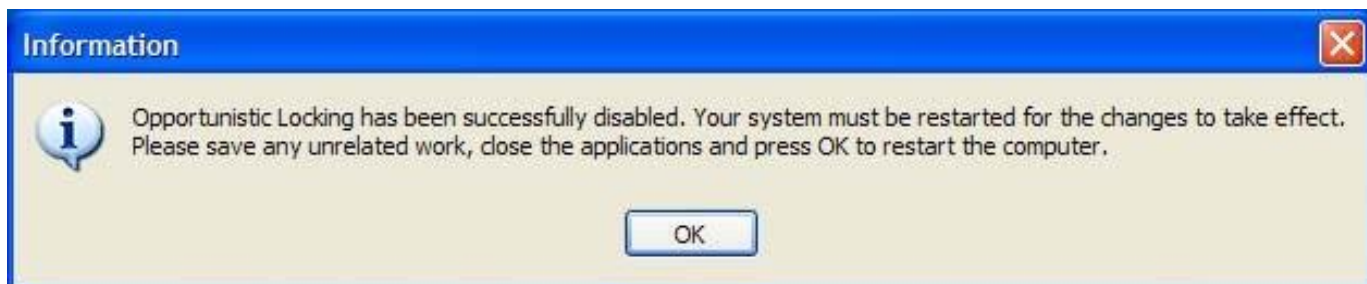 Information
Opportunistic Locking has been successfully disabled. Your system must be restarted for the changes to take effect.
Please save any unrelated work, close the applications and press OK to restart the computer.
OK